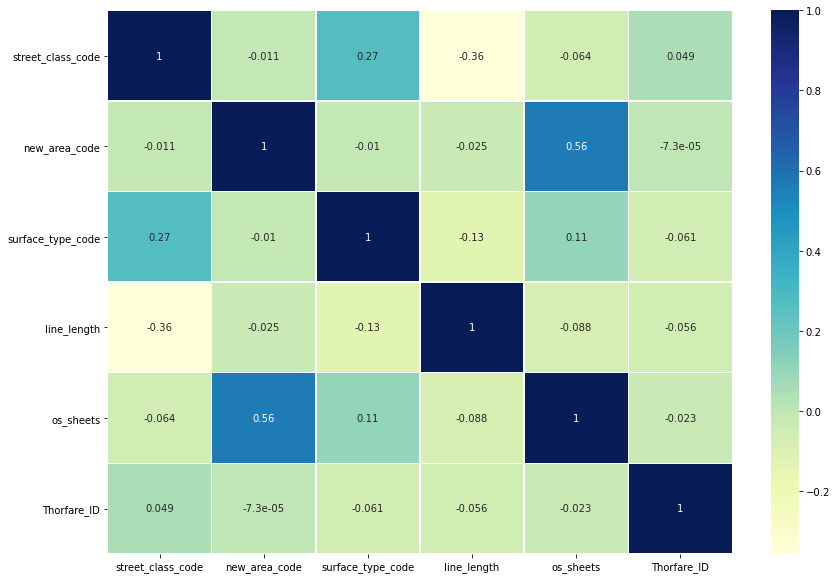 street_class_code 1 -0.011 0.27 -0.36 -0.064 0.049
new_area_code -0.011 1 -0.01 -0.025 0.56 -7.3e-05
surface_type_code 0.27 -0.01 1 -0.13 0.11 -0.061
line_length -0.36 -0.025 -0.13 1 -0.088 -0.056
os_sheets -0.064 0.56 0.11 -0.088 1 -0.023
Thorfare_ID 0.049 -7.3e-05 -0.061 -0.056 -0.023 1
street_class_code new_area_code surface_type_code line_length os_sheets Thorfare_ID
1.0
0.8
0.6
0.4
0.2
0.0
−0.2